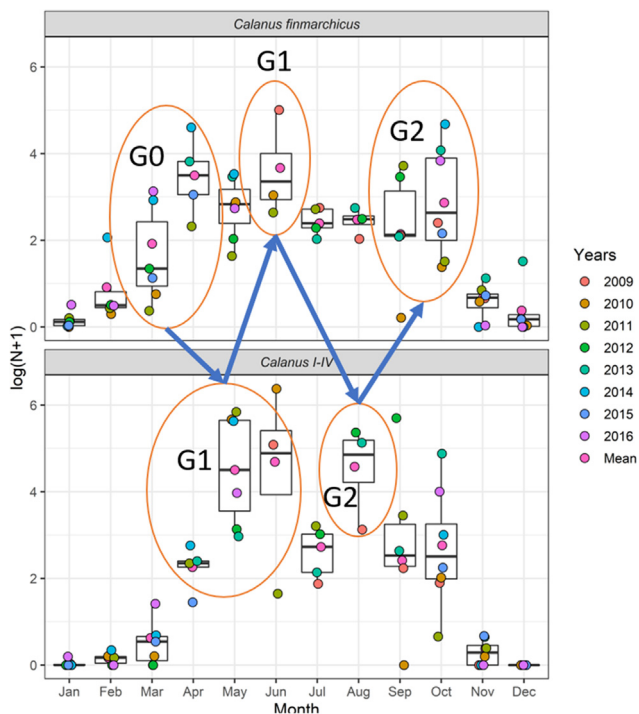 Calanus finmarchicus
G1
G0
G2
6
4
2
0
log(N+1)
Calanus I-IV
G1
G2
6
4
2
0
Jan Feb Mar Apr May Jun Jul Aug Sep Oct Nov Dec
Month
Years
2009
2010
2011
2012
2013
2014
2015
2016
Mean